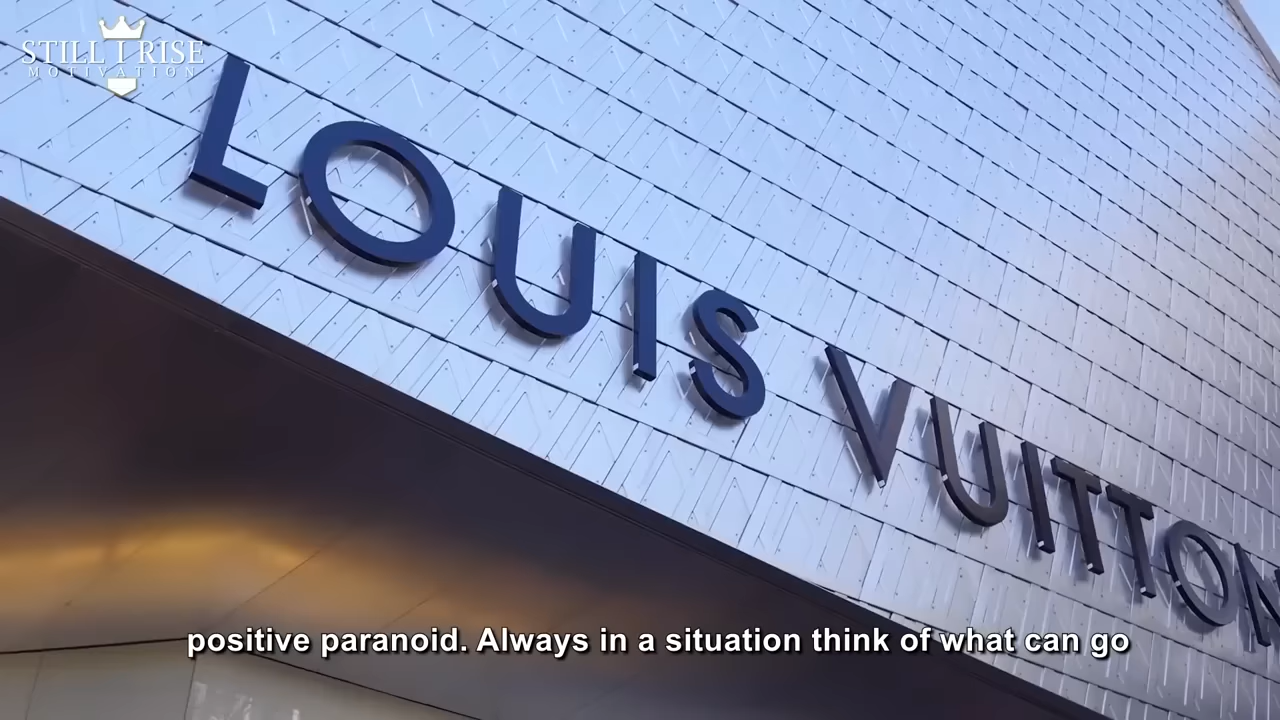 STILL I RISE
MOTIVATION
LOUIS VUITTON
positive paranoid. Always in a situation think of what can go